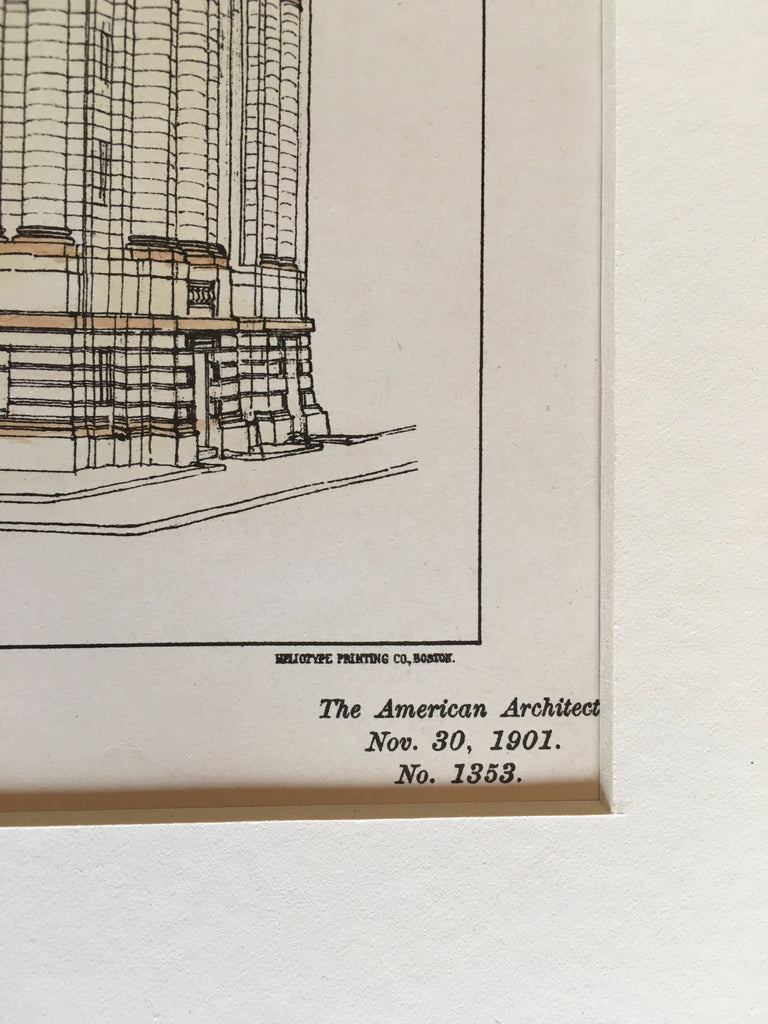 HELIOTYPE PRINTING CO., BOSTON.
The American Architect
Nov. 30, 1901.
No. 1353.